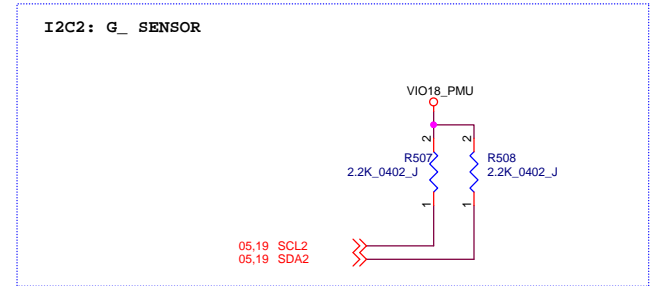 I2C2: G_ SENSOR
VIO18_PMU
2 2
R507 R508
2.2K_0402_J 2.2K_0402_J
1 1
05,19 SCL2
05,19 SDA2